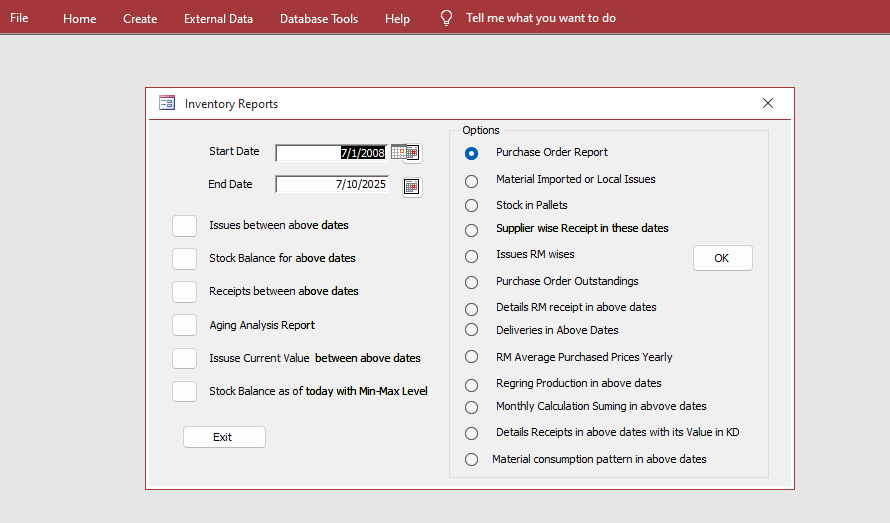 File Home Create External Data Database Tools Help Tell me what you want to do
Inventory Reports
Start Date 7/1/2008
End Date 7/10/2025
Issues between above dates
Stock Balance for above dates
Receipts between above dates
Aging Analysis Report
Issuse Current Value between above dates
Stock Balance as of today with Min-Max Level
Exit
Options
Purchase Order Report
Material Imported or Local Issues
Stock in Pallets
Supplier wise Receipt in these dates
Issues RM wises
Purchase Order Outstandings
Details RM receipt in above dates
Deliveries in Above Dates
RM Average Purchased Prices Yearly
Regring Production in above dates
Monthly Calculation Suming in abvove dates
Details Receipts in above dates with its Value in KD
Material consumption pattern in above dates
OK